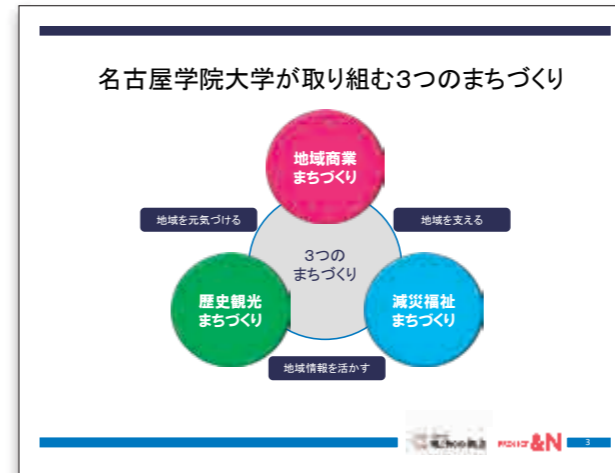 名古屋学院大学が取り組む3つのまちづくり
地域商業
まちづくり
地域を元気づける
地域を支える
3つの
まちづくり
歴史観光
まちづくり
減災福祉
まちづくり
地域情報を活かす
&N
3